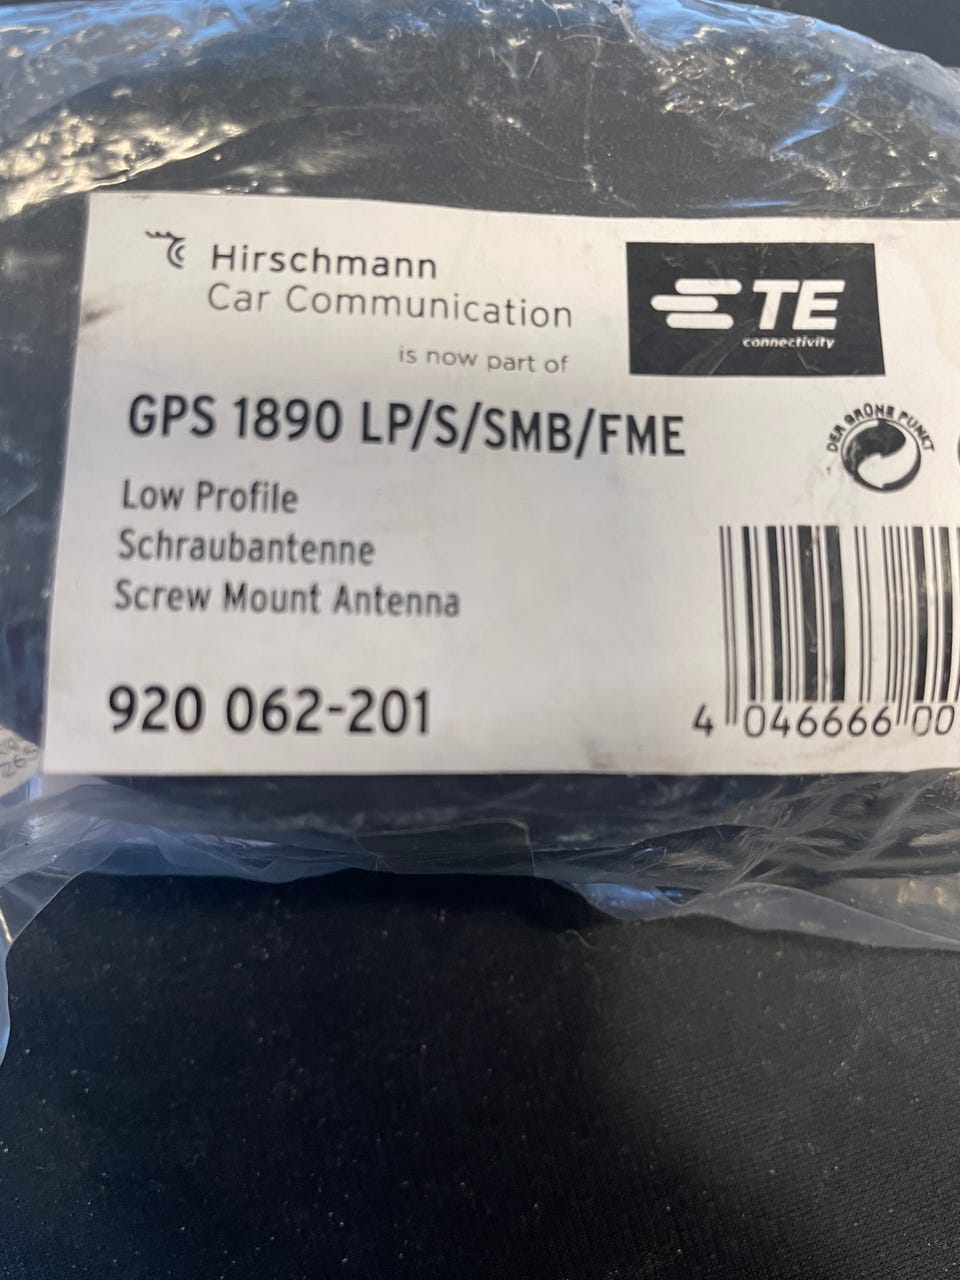 Hirschmann
Car Communication
is now part of
TE
connectivity
GPS 1890 LP/S/SMB/FME
DER GRÜNE PUNKT
Low Profile
Schraubantenne
Screw Mount Antenna
920 062-201
4 046666 00